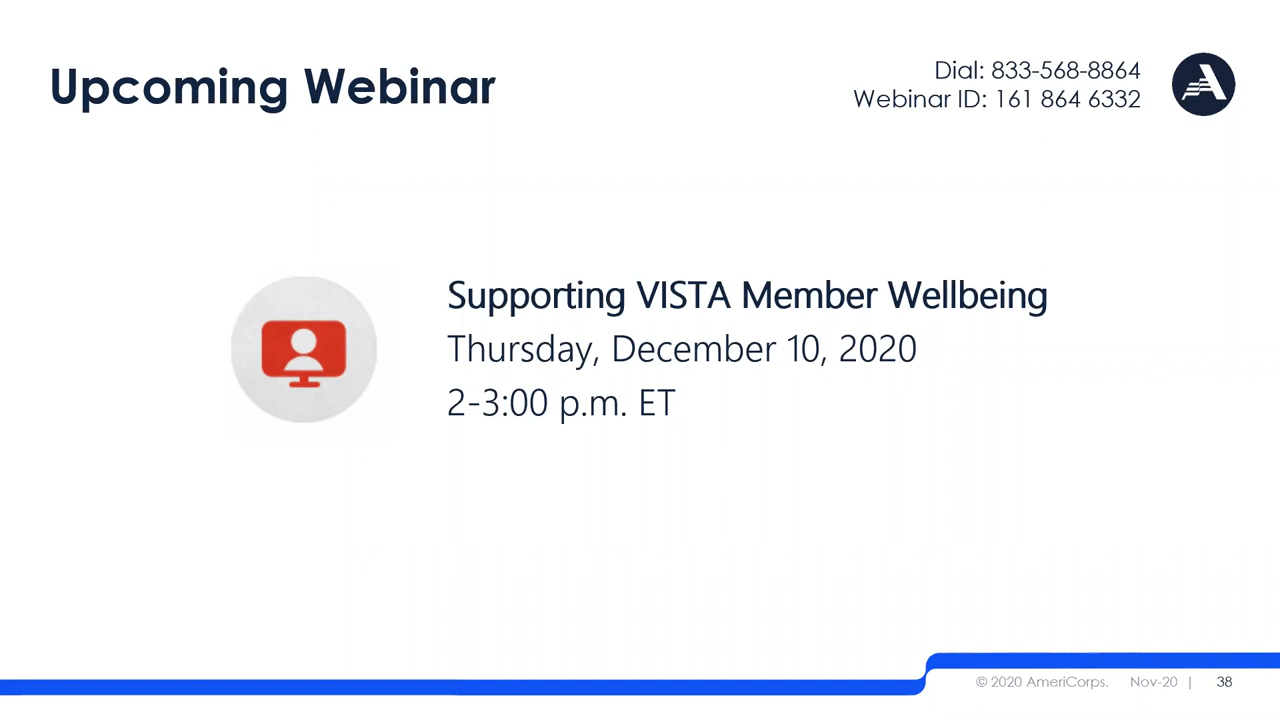 Upcoming Webinar
Dial: 833-568-8864
Webinar ID: 161 864 6332
Supporting VISTA Member Wellbeing
Thursday, December 10, 2020
2-3:00 p.m. ET
© 2020 AmeriCorps. Nov-20 | 38